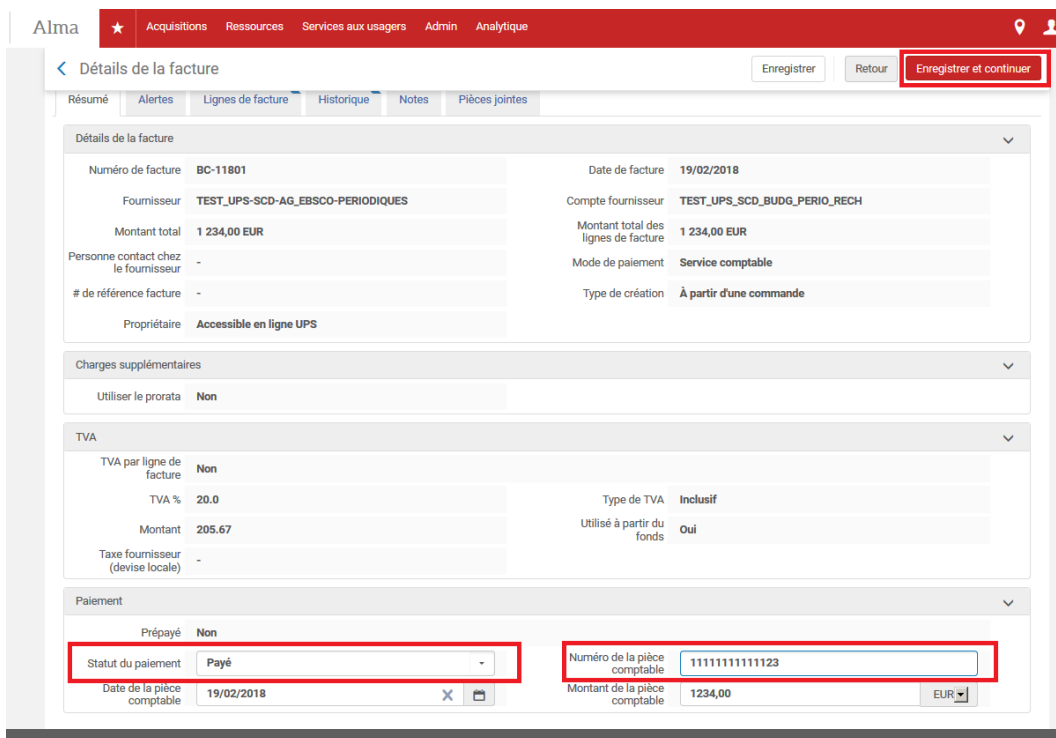 Alma
Acquisitions Ressources Services aux usagers Admin Analytique
Détails de la facture
Enregistrer Retour Enregistrer et continuer
Résumé Alertes Lignes de facture Historique Notes Pièces jointes
Détails de la facture
Numéro de facture BC-11801
Date de facture 19/02/2018
Fournisseur TEST_UPS-SCD-AG_EBSCO-PERIODIQUES
Compte fournisseur TEST_UPS_SCD_BUDG_PERIO_RECH
Montant total 1 234,00 EUR
Montant total des
lignes de facture 1 234,00 EUR
Personne contact chez
le fournisseur -
Mode de paiement Service comptable
# de référence facture -
Type de création À partir d'une commande
Propriétaire Accessible en ligne UPS
Charges supplémentaires
Utiliser le prorata Non
TVA
TVA par ligne de
facture Non
TVA % 20.0
Type de TVA Inclusif
Montant 205.67
Utilisé à partir du
fonds Oui
Taxe fournisseur
(devise locale) -
Paiement
Prépayé Non
Statut du paiement Payé
Numéro de la pièce
comptable 11111111111123
Date de la pièce
comptable 19/02/2018
Montant de la pièce
comptable 1234,00 EUR